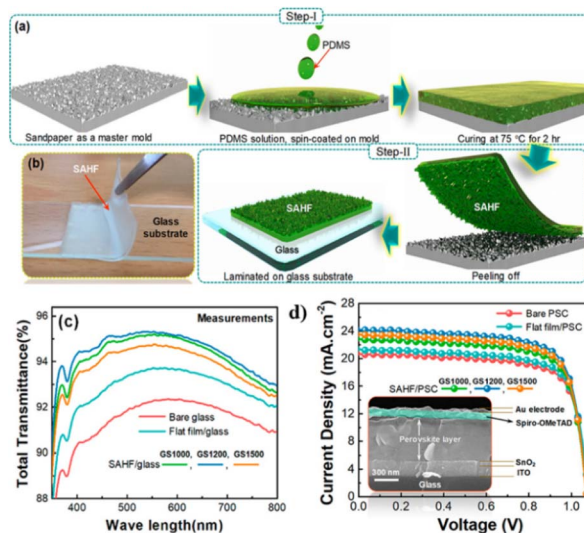 Step-I
(a)
PDMS
Sandpaper as a master mold
PDMS solution, spin-coated on mold
Curing at 75 °C for 2 hr
Step-II
(b)
SAHF
Glass
substrate
SAHF
Glass
Laminated on glass substrate
SAHF
Peeling off
(c)
Measurements
Total Transmittance(%)
96
94
92
90
88
Bare glass
Flat film/glass
GS1000, GS1200, GS1500
SAHF/glass
400
500
600
700
800
Wave length(nm)
d)
Current Density (mA.cm-2)
28
24
20
16
12
8
4
0
Bare PSC
Flat film/PSC
SAHF/PSC
GS1000, GS1200, GS1500
Au electrode
Spiro-OMeTAD
Perovskite layer
SnO2
ITO
300 nm
Glass
0.0
0.2
0.4
0.6
0.8
1.0
Voltage (V)